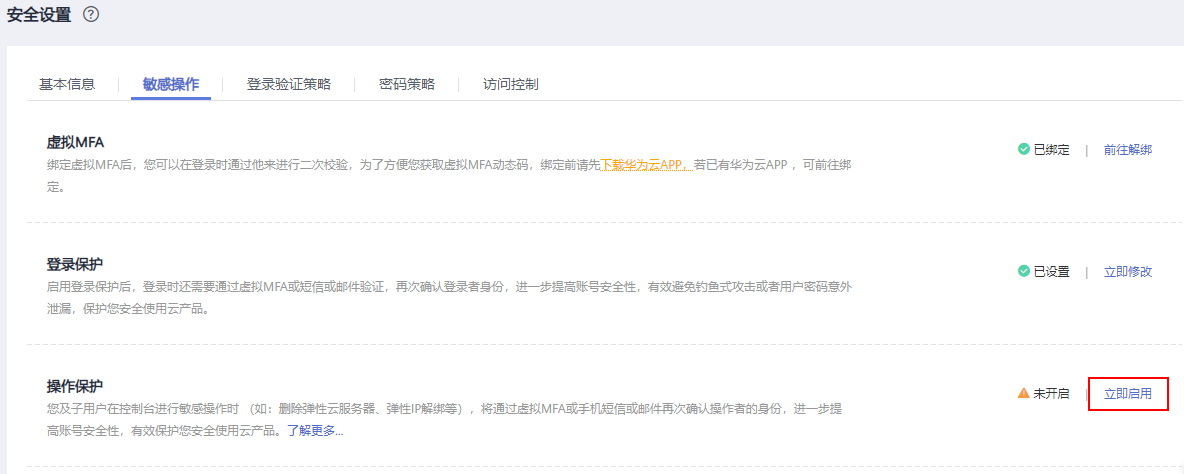 安全设置 ?
基本信息 | 敏感操作 | 登录验证策略 | 密码策略 | 访问控制
虚拟MFA
绑定虚拟MFA后，您可以在登录时通过他来进行二次校验，为了方便您获取虚拟MFA动态码，绑定前请先下载华为云APP，若已有华为云APP ，可前往绑
定。
已绑定 | 前往解绑
登录保护
启用登录保护后，登录时还需要通过虚拟MFA或短信或邮件验证，再次确认登录者身份，进一步提高账号安全性，有效避免钓鱼式攻击或者用户密码意外
泄漏，保护您安全使用云产品。
已设置 | 立即修改
操作保护
您及子用户在控制台进行敏感操作时 （如：删除弹性云服务器、弹性IP解绑等），将通过虚拟MFA或手机短信或邮件再次确认操作者的身份，进一步提
高账号安全性，有效保护您安全使用云产品。了解更多...
未开启 | 立即启用